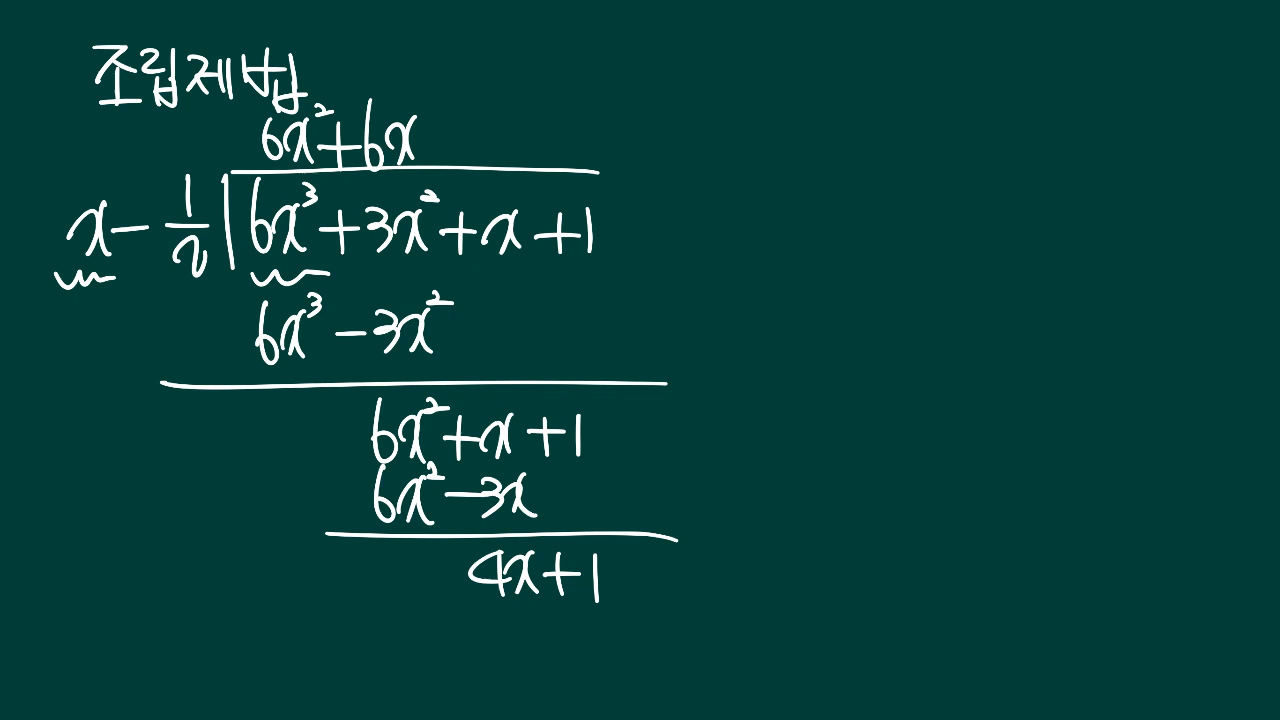 조립제법
6x²+6x
x-1/2 | 6x³+3x²+x+1
6x³-3x²
6x²+x+1
6x²-3x
4x+1